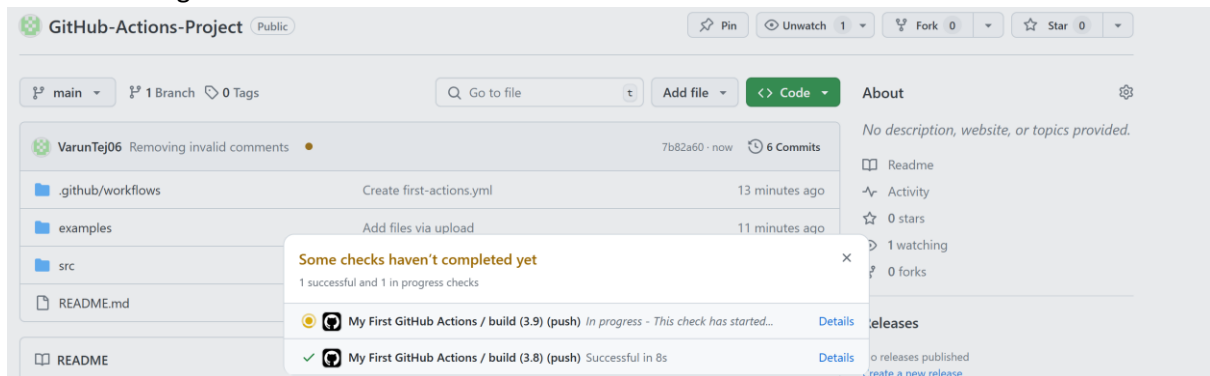 GitHub-Actions-Project Public
Pin Unwatch 1 Fork 0 Star 0
main 1 Branch 0 Tags Go to file t Add file <> Code About
No description, website, or topics provided.
VarunTej06 Removing invalid comments 7b82a60 · now 6 Commits
Readme
.github/workflows Create first-actions.yml 13 minutes ago
Activity
0 stars
examples Add files via upload 11 minutes ago
1 watching
Some checks haven't completed yet
src
0 forks
1 successful and 1 in progress checks
README.md
My First GitHub Actions / build (3.9) (push) In progress - This check has started... Details
README
My First GitHub Actions / build (3.8) (push) Successful in 8s Details
releases published